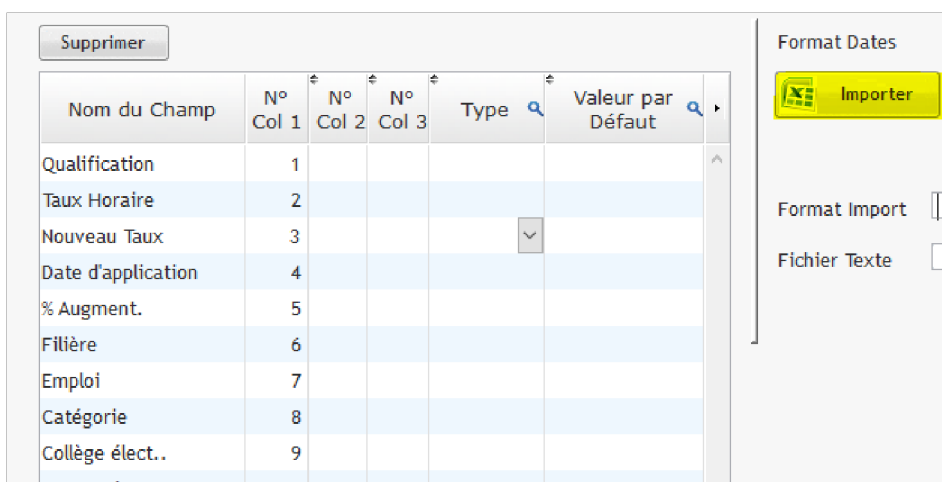 Supprimer
Format Dates
Importer
Nom du Champ N° Col 1 N° Col 2 N° Col 3 Type Valeur par Défaut
Qualification 1
Taux Horaire 2
Nouveau Taux 3
Date d'application 4
% Augment. 5
Filière 6
Emploi 7
Catégorie 8
Collège élect.. 9
Format Import
Fichier Texte